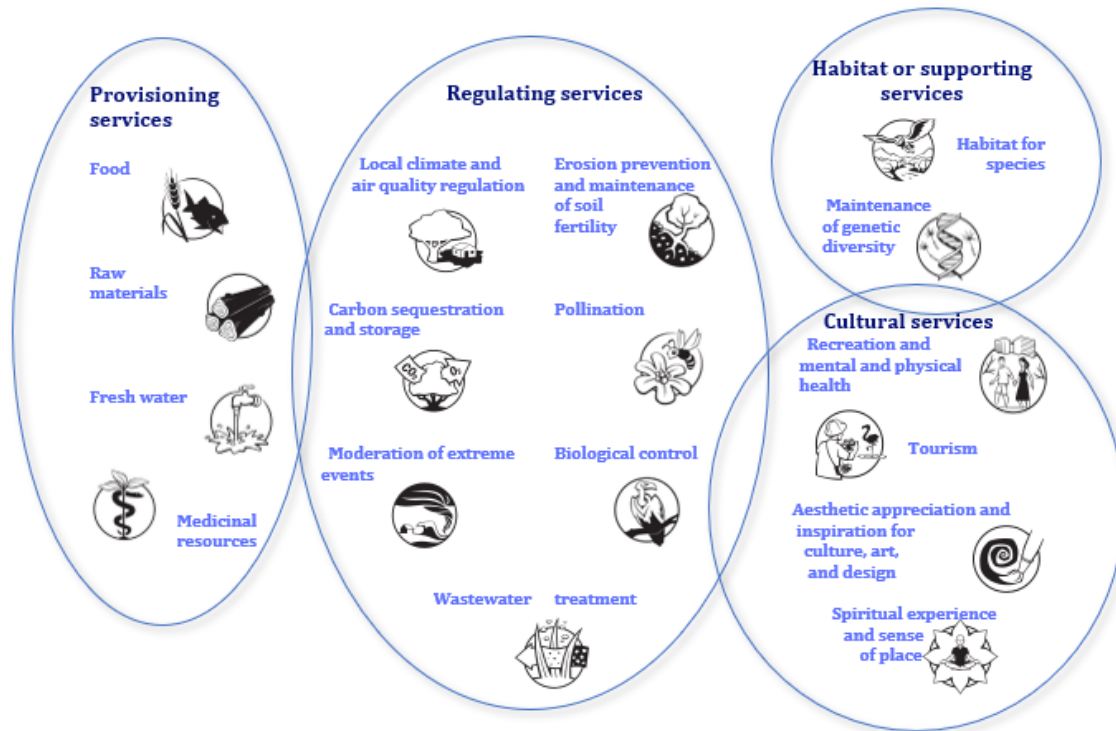 Provisioning
services
Food
Raw
materials
Fresh water
Medicinal
resources
Regulating services
Local climate and
air quality regulation
Carbon sequestration
and storage
CO₂
O₂
Moderation of extreme
events
Erosion prevention
and maintenance
of soil
fertility
Pollination
Biological control
Wastewater treatment
Habitat or supporting
services
Habitat for
species
Maintenance
of genetic
diversity
Cultural services
Recreation and
mental and physical
health
Tourism
Aesthetic appreciation and
inspiration for
culture, art,
and design
Spiritual experience
and sense
of place